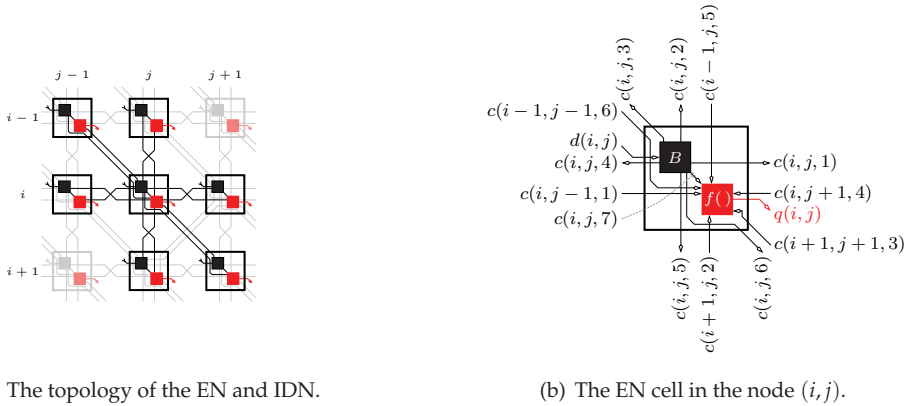 j − 1
j
j + 1
i − 1
i
i + 1
The topology of the EN and IDN.
c(i, j, 3)
c(i, j, 2)
c(i−1, j, 5)
c(i−1, j−1, 6)
d(i, j)
c(i, j, 4)
B
c(i, j, 1)
c(i, j−1, 1)
f( )
c(i, j+1, 4)
q(i, j)
c(i, j, 7)
c(i+1, j+1, 3)
c(i, j, 5)
c(i+1, j, 2)
c(i, j, 6)
(b) The EN cell in the node (i, j).